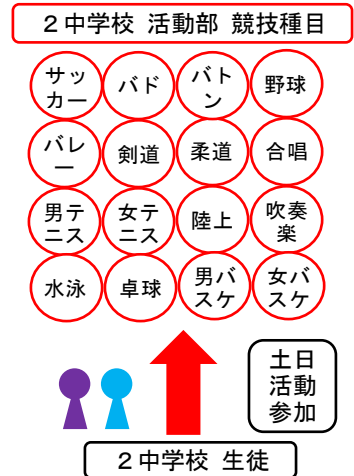 ２中学校 活動部 競技種目
サッ
カー
バド
バト
ン
野球
バレ
ー
剣道
柔道
合唱
男テ
ニス
女テ
ニス
陸上
吹奏
楽
水泳
卓球
男バ
スケ
女バ
スケ
土日
活動
参加
２中学校 生徒